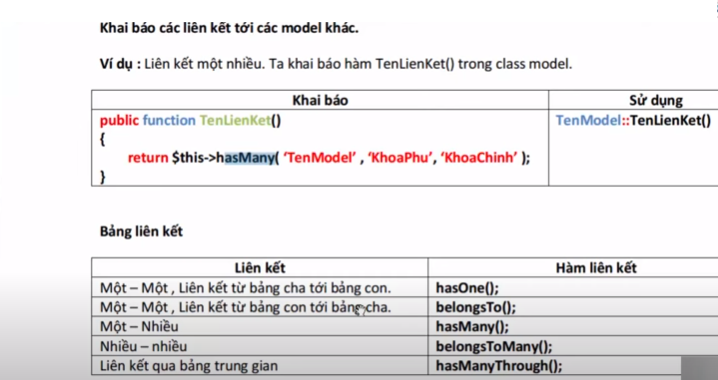 Khai báo các liên kết tới các model khác.
Ví dụ : Liên kết một nhiều. Ta khai báo hàm TenLienKet() trong class model.
Khai báo
Sử dụng
public function TenLienKet()
{
return $this->hasMany( ‘TenModel’ , ‘KhoaPhu’, ‘KhoaChinh’ );
}
TenModel::TenLienKet()
Bảng liên kết
Liên kết
Hàm liên kết
Một – Một , Liên kết từ bảng cha tới bảng con.
hasOne();
Một – Một , Liên kết từ bảng con tới bảng cha.
belongsTo();
Một – Nhiều
hasMany();
Nhiều – nhiều
belongsToMany();
Liên kết qua bảng trung gian
hasManyThrough();